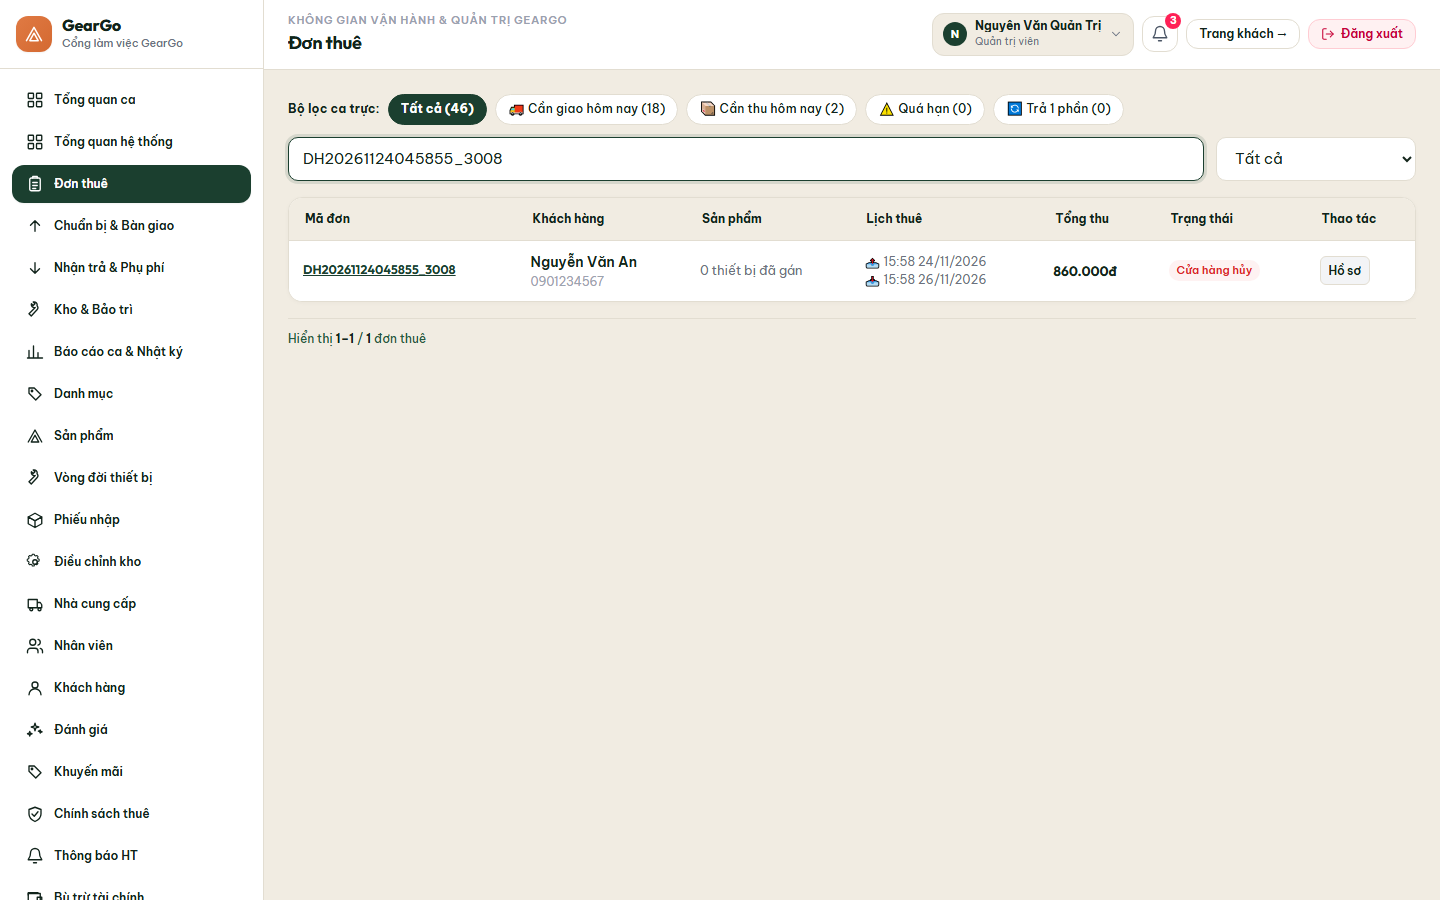 GearGo
Cổng làm việc GearGo
Tổng quan ca
Tổng quan hệ thống
Đơn thuê
Chuẩn bị & Bàn giao
Nhận trả & Phụ phí
Kho & Bảo trì
Báo cáo ca & Nhật ký
Danh mục
Sản phẩm
Vòng đời thiết bị
Phiếu nhập
Điều chỉnh kho
Nhà cung cấp
Nhân viên
Khách hàng
Đánh giá
Khuyến mãi
Chính sách thuê
Thông báo HT
Bù trừ tài chính
KHÔNG GIAN VẬN HÀNH & QUẢN TRỊ GEARGO
Đơn thuê
N
Nguyễn Văn Quản Trị
Quản trị viên
3
Trang khách →
Đăng xuất
Bộ lọc ca trực:
Tất cả (46)
Cần giao hôm nay (18)
Cần thu hôm nay (2)
Quá hạn (0)
Trả 1 phần (0)
DH20261124045855_3008
Tất cả
Mã đơn Khách hàng Sản phẩm Lịch thuê Tổng thu Trạng thái Thao tác
DH20261124045855_3008
Nguyễn Văn An
0901234567
0 thiết bị đã gán
15:58 24/11/2026
15:58 26/11/2026
860.000đ
Cửa hàng hủy
Hồ sơ
Hiển thị 1–1 / 1 đơn thuê